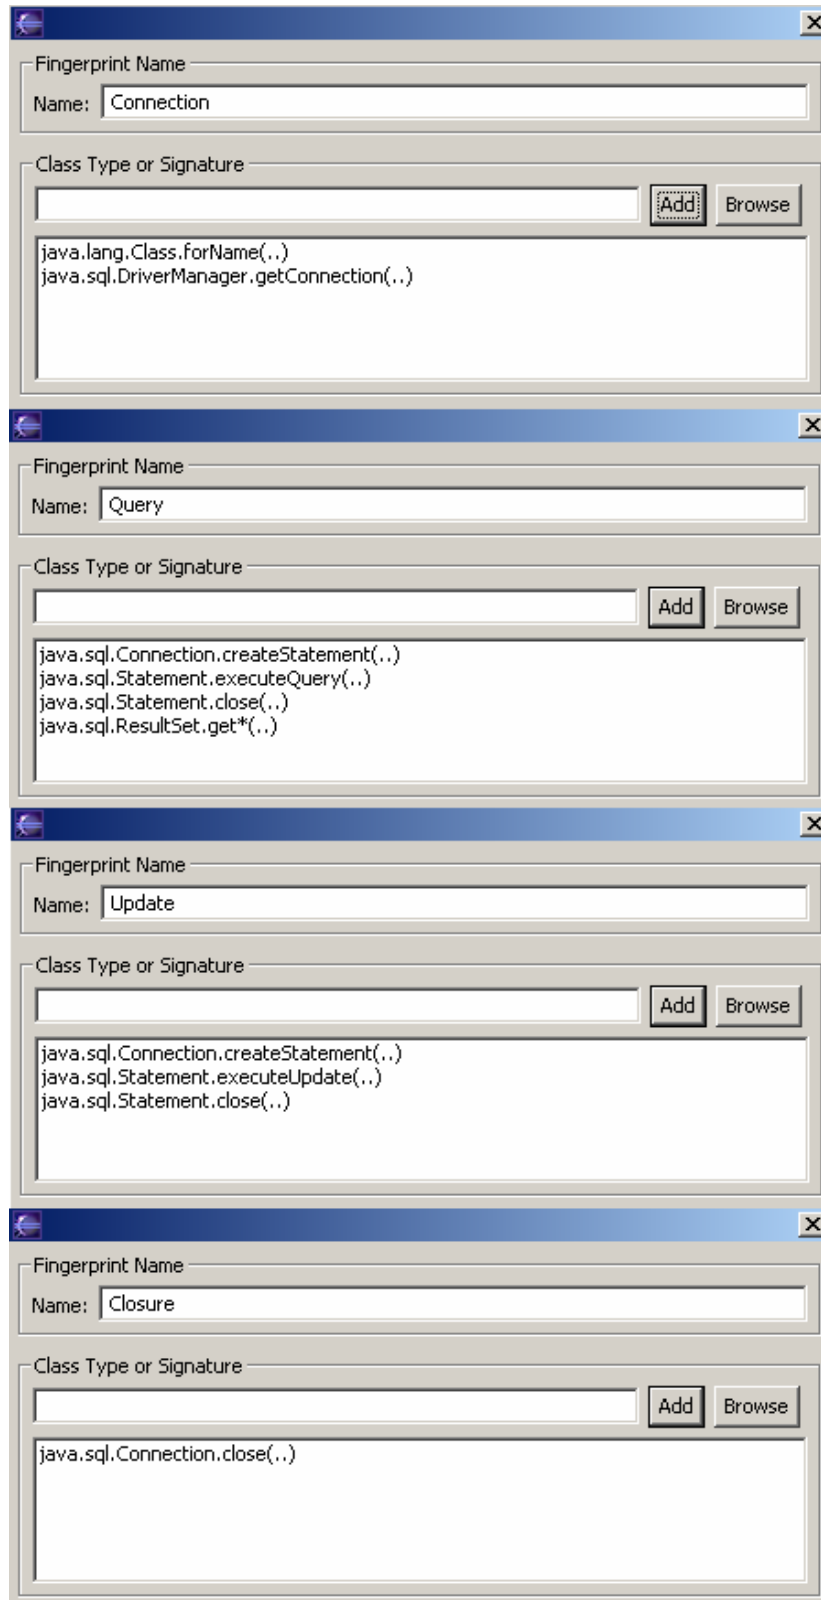 Fingerprint Name
Name: Connection
Class Type or Signature
Add Browse
java.lang.Class.forName(..)
java.sql.DriverManager.getConnection(..)
Fingerprint Name
Name: Query
Class Type or Signature
Add Browse
java.sql.Connection.createStatement(..)
java.sql.Statement.executeQuery(..)
java.sql.Statement.close(..)
java.sql.ResultSet.get*(..)
Fingerprint Name
Name: Update
Class Type or Signature
Add Browse
java.sql.Connection.createStatement(..)
java.sql.Statement.executeUpdate(..)
java.sql.Statement.close(..)
Fingerprint Name
Name: Closure
Class Type or Signature
Add Browse
java.sql.Connection.close(..)